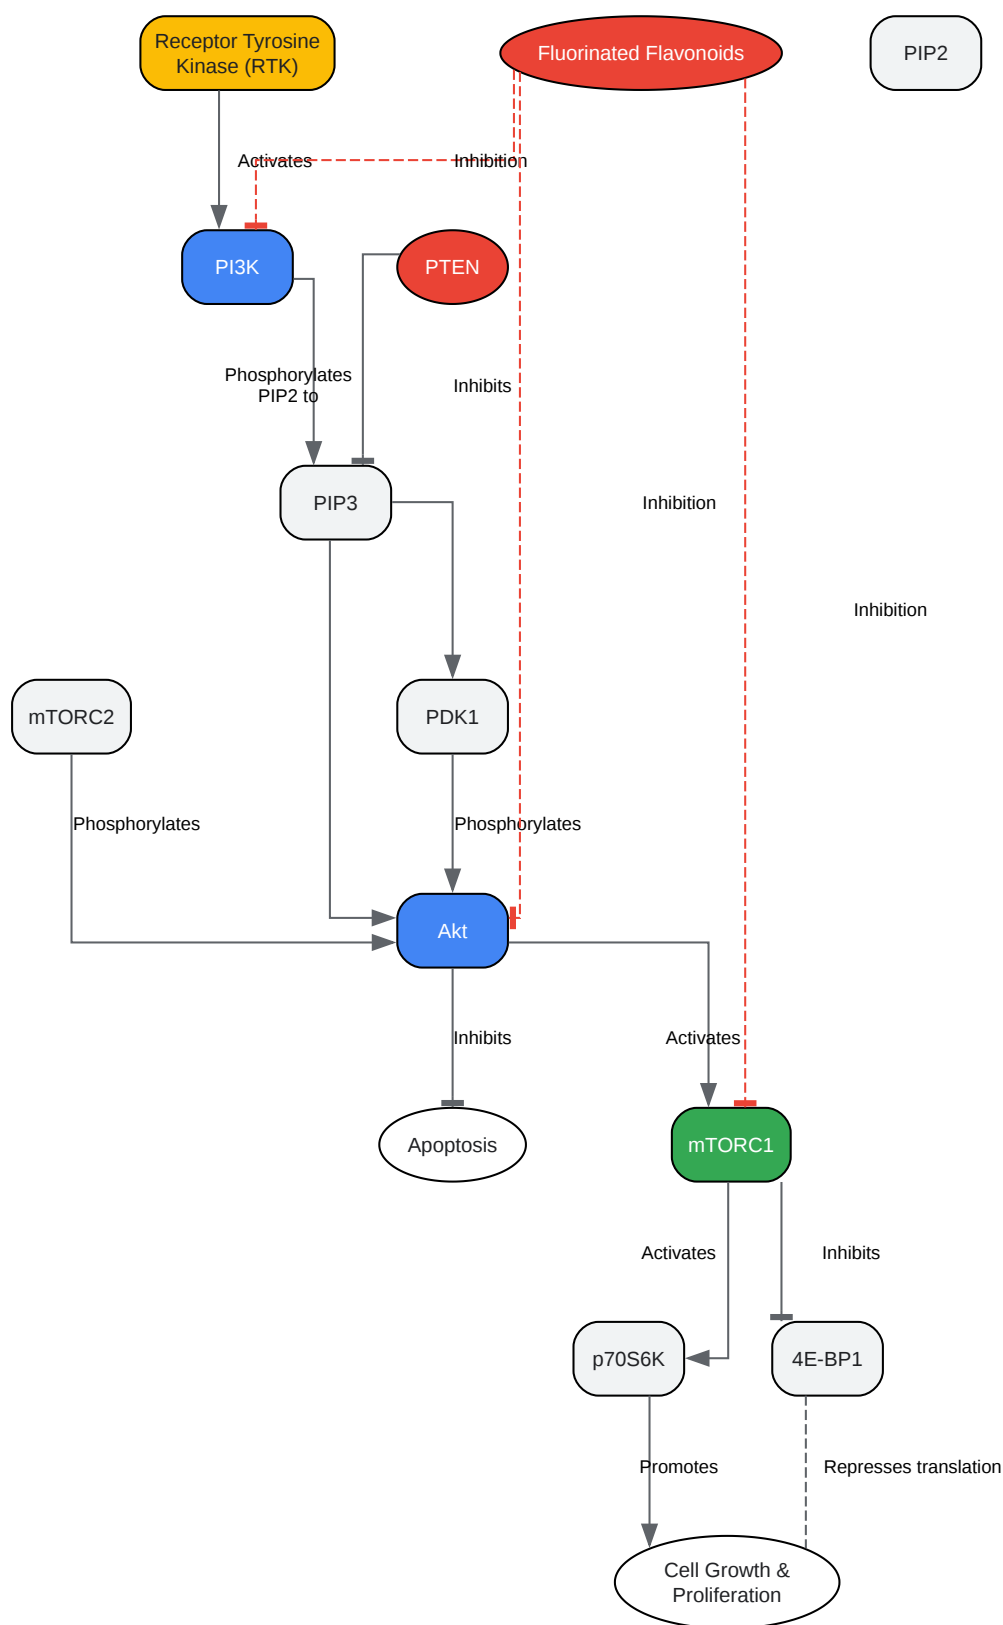 Receptor Tyrosine
Kinase (RTK)
Fluorinated Flavonoids
PIP2
Activates
Inhibition
PI3K
PTEN
Phosphorylates
PIP2 to
Inhibits
PIP3
Inhibition
Inhibition
mTORC2
PDK1
Phosphorylates
Phosphorylates
Akt
Inhibits
Activates
Apoptosis
mTORC1
Activates
Inhibits
p70S6K
4E-BP1
Promotes
Represses translation
Cell Growth &
Proliferation